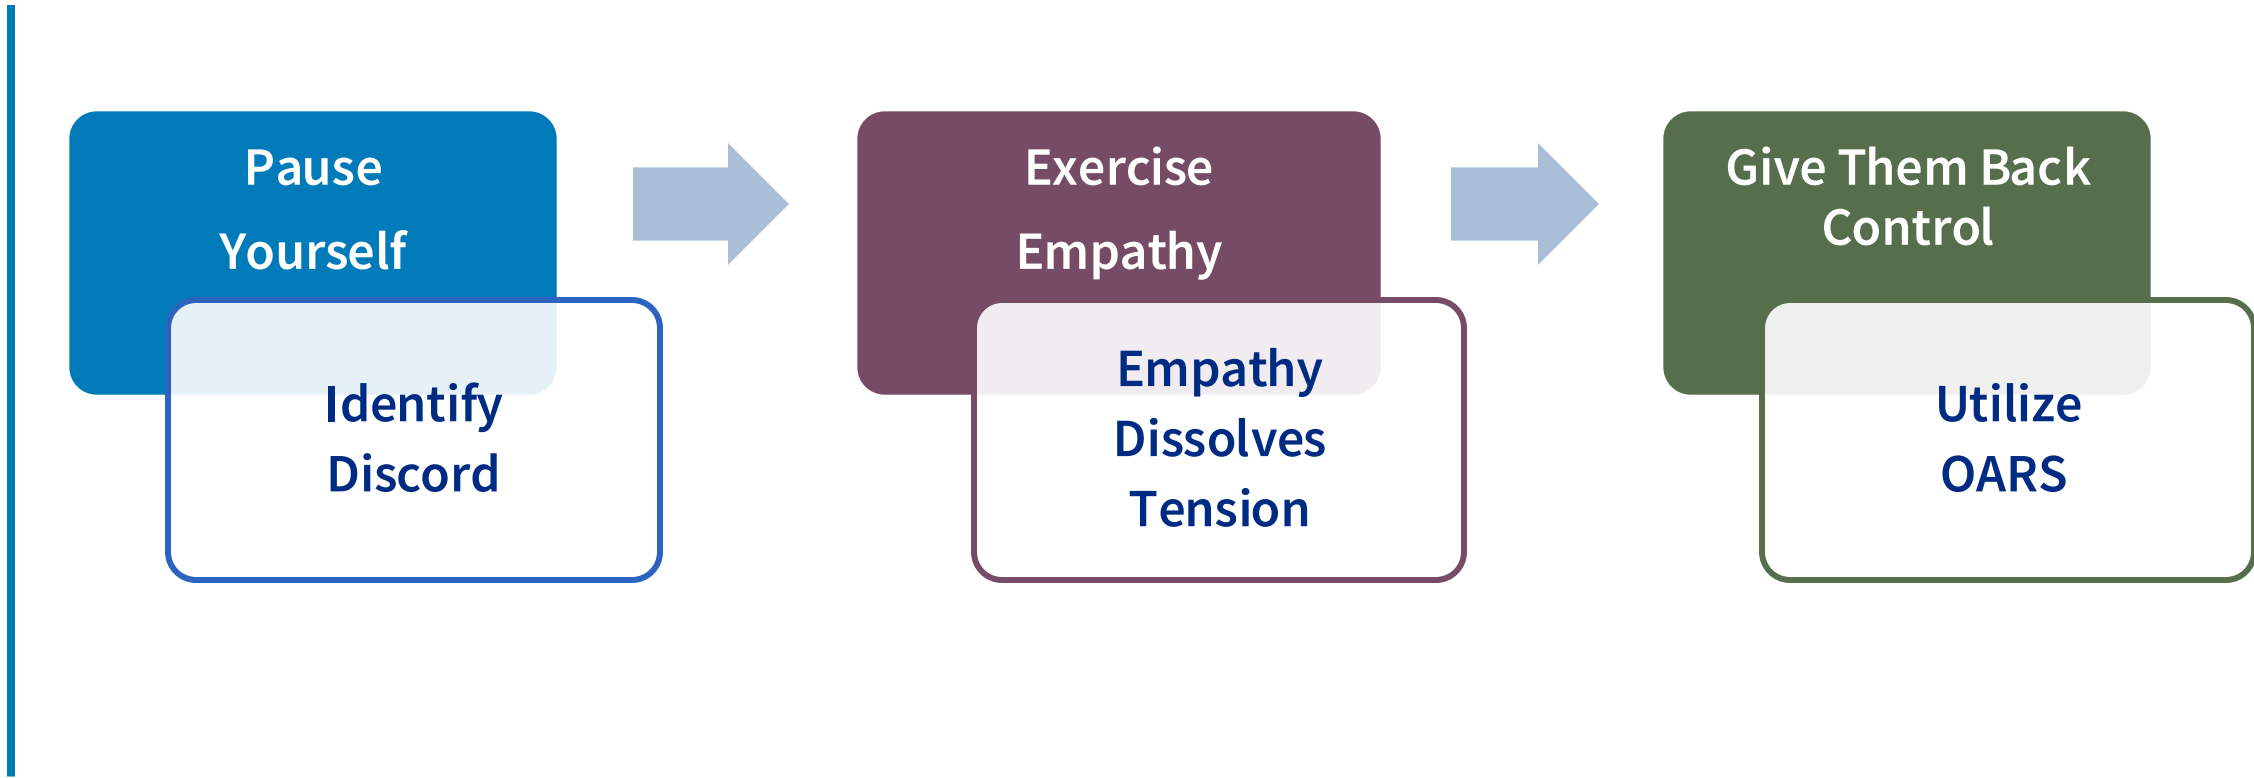 Pause
Yourself
Identify
Discord
Exercise
Empathy
Empathy
Dissolves
Tension
Give Them Back
Control
Utilize
OARS